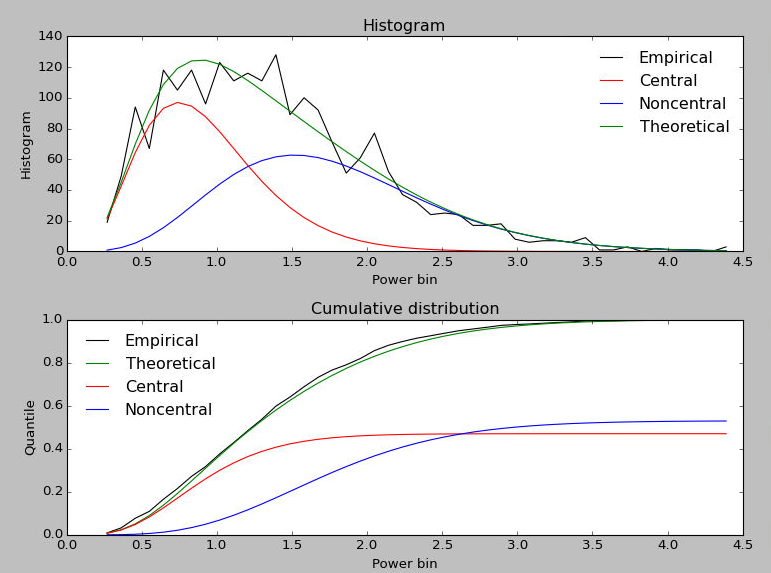 Histogram
140
120
100
80
60
40
20
0
Histogram
Empirical
Central
Noncentral
Theoretical
0.0 0.5 1.0 1.5 2.0 2.5 3.0 3.5 4.0 4.5
Power bin
Cumulative distribution
1.0
0.8
0.6
0.4
0.2
0.0
Quantile
Empirical
Theoretical
Central
Noncentral
0.0 0.5 1.0 1.5 2.0 2.5 3.0 3.5 4.0 4.5
Power bin